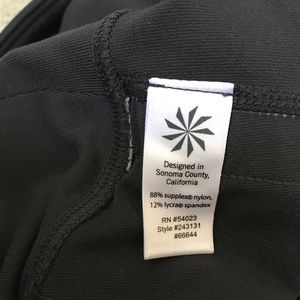 Designed in
Sonoma County,
California
88% supplex® nylon,
12% lycra® spandex
RN #54023
Style #243131
#66644